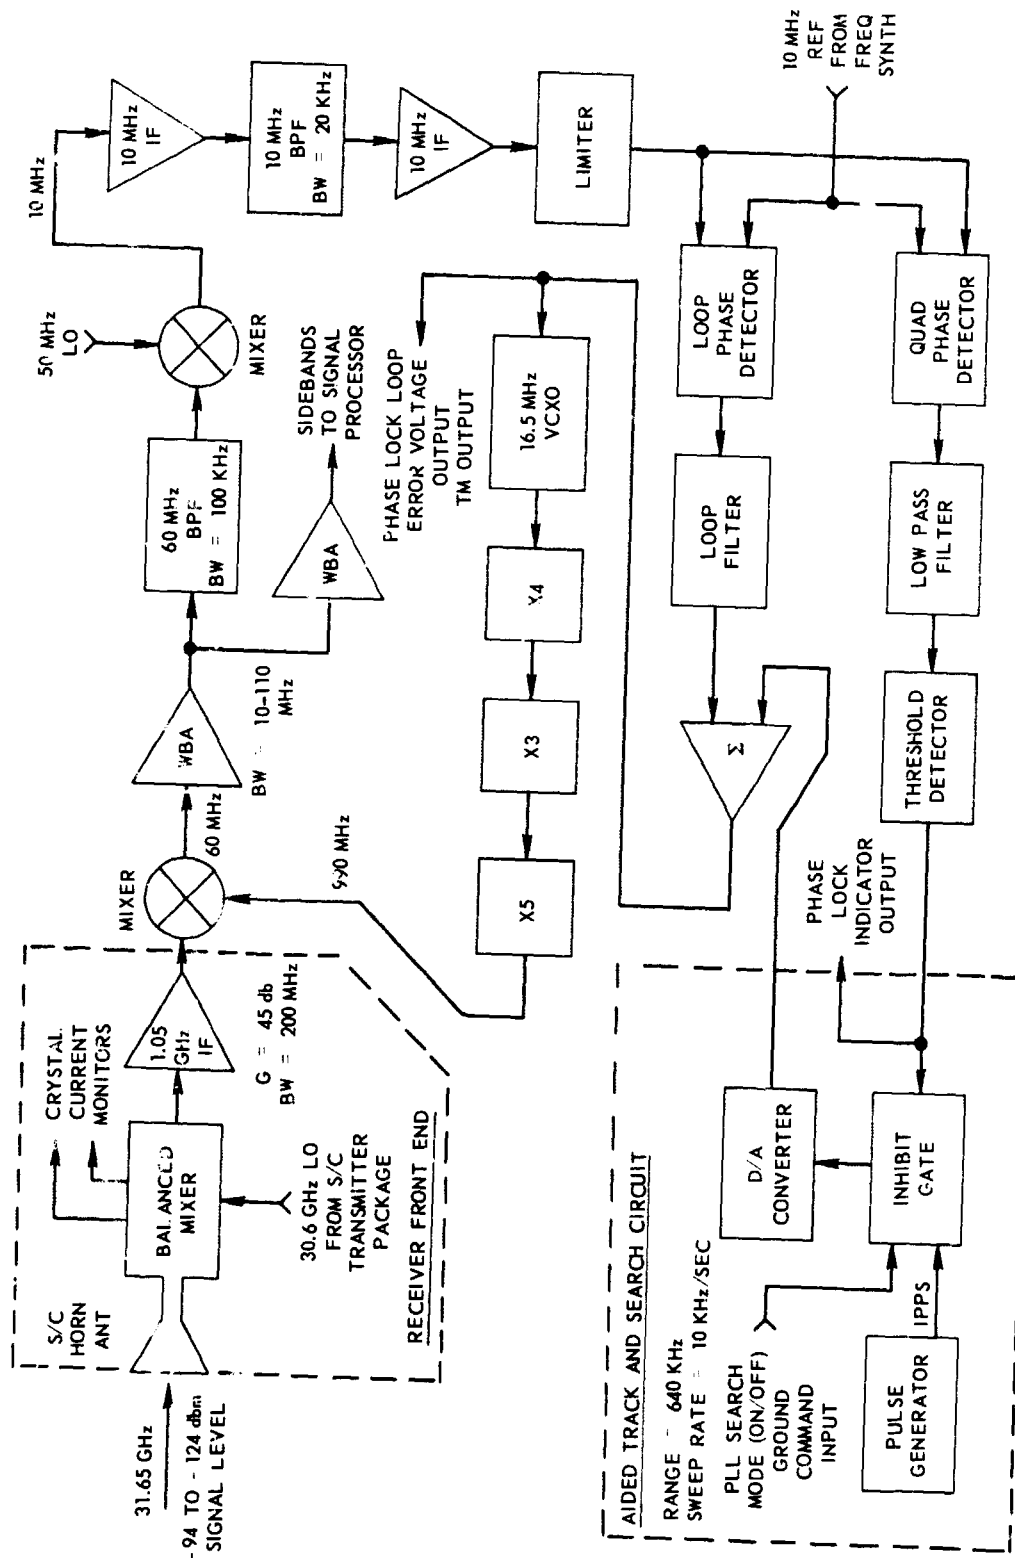 31.65 GHz
- 94 TO - 124 dbm
SIGNAL LEVEL
S/C
HORN
ANT
BALANCED
MIXER
CRYSTAL
CURRENT
MONITORS
1.05
GHz
IF
G = 45 db
BW = 200 MHz
30.6 GHz LO
FROM S/C
TRANSMITTER
PACKAGE
RECEIVER FRONT END
MIXER
60 MHz
990 MHz
WBA
BW = 10-110
MHz
60 MHz
BPF
BW = 100 KHz
WBA
SIDEBANDS
TO SIGNAL
PROCESSOR
50 MHz
LO
MIXER
10 MHz
10 MHz
IF
10 MHz
BPF
BW = 20 KHz
10 MHz
IF
LIMITER
10 MHz
REF
FROM
FREQ
SYNTH
PHASE LOCK LOOP
ERROR VOLTAGE
OUTPUT
TM OUTPUT
16.5 MHz
VCXO
X4
X3
X5
LOOP
PHASE
DETECTOR
LOOP
FILTER
Σ
QUAD
PHASE
DETECTOR
LOW PASS
FILTER
THRESHOLD
DETECTOR
PHASE
LOCK
INDICATOR
OUTPUT
AIDED TRACK AND SEARCH CIRCUIT
RANGE - 640 KHz
SWEEP RATE = 10 KHz/SEC
PLL SEARCH
MODE (ON/OFF)
GROUND
COMMAND
INPUT
D/A
CONVERTER
INHIBIT
GATE
IPPS
PULSE
GENERATOR